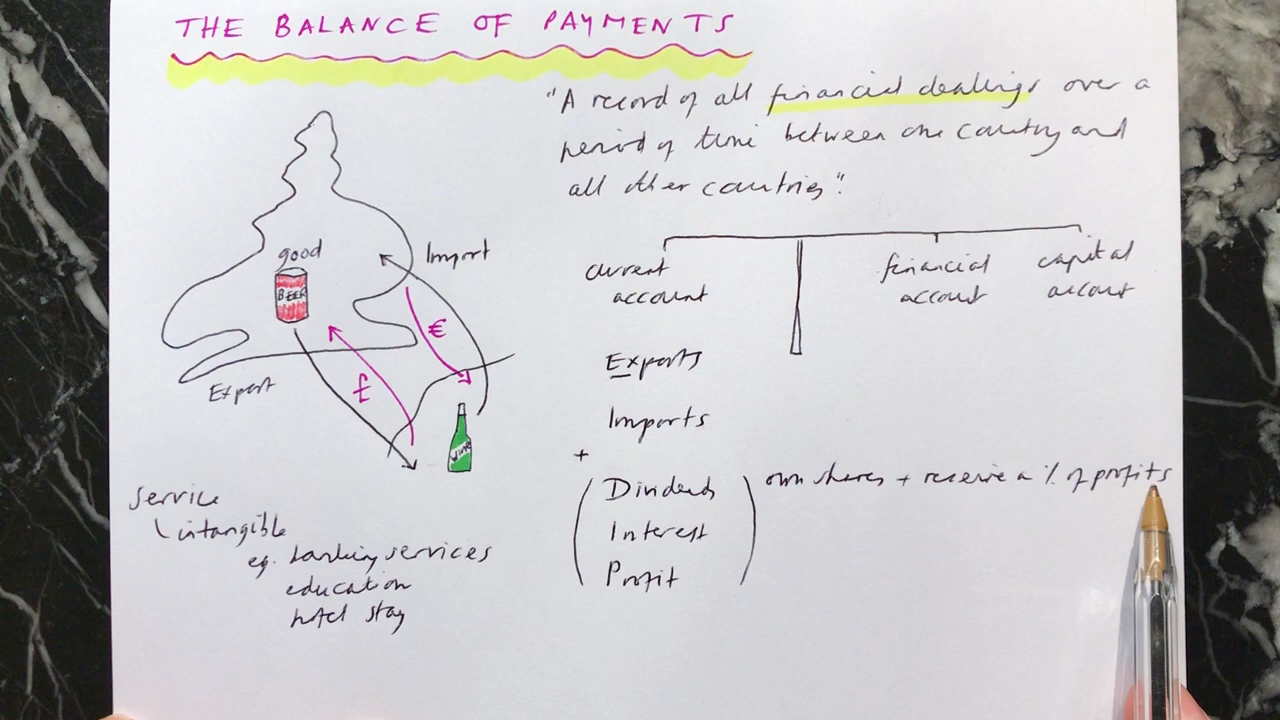 THE BALANCE OF PAYMENTS
"A record of all financial dealings over a
period of time between one country and
all other countries".
good
BEER
Import
€
£
Export
WINE
current
account
financial
account
capital
account
Exports
Imports
+
(Dividends) own shares + receive a % of profits
Interest
Profit
service
intangible
eg. banking services
education
hotel stay